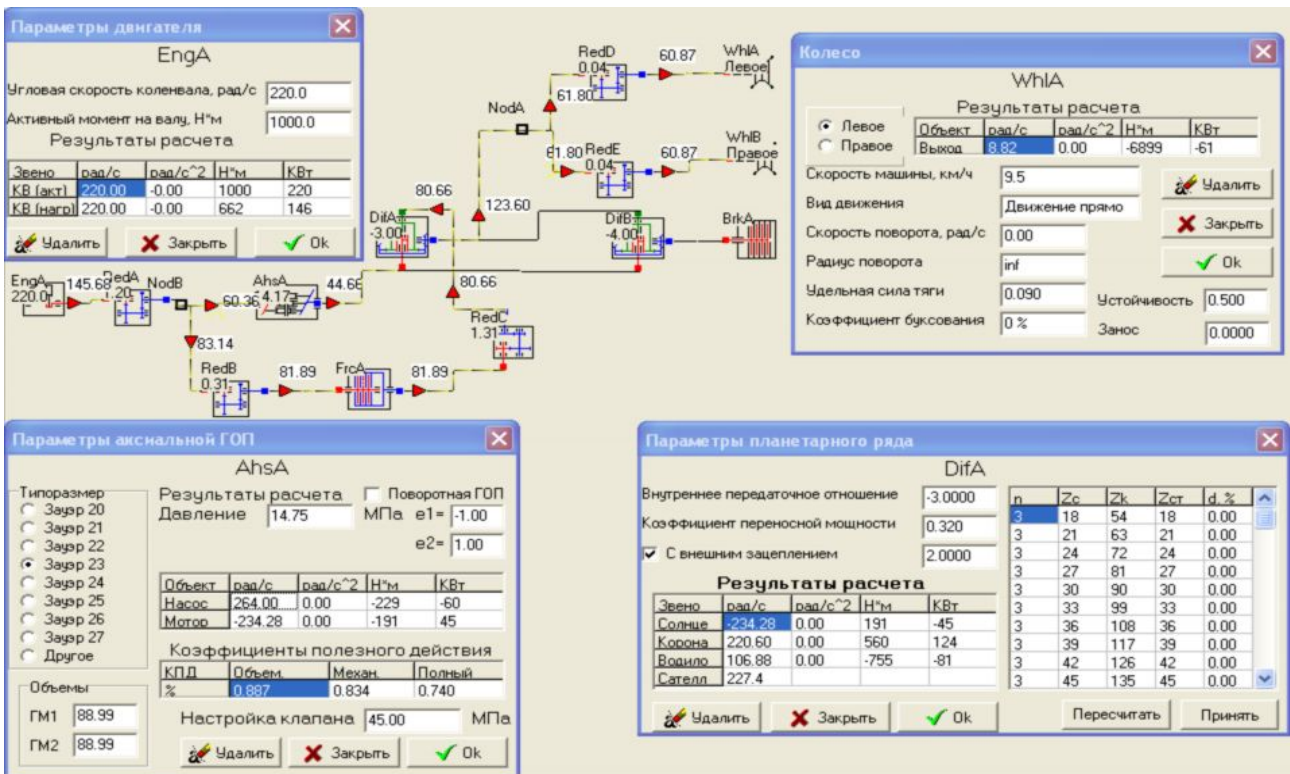 Параметры двигателя
EngA
Угловая скорость коленвала, рад/с 220.0
Активный момент на валу, Н*м 1000.0
Результаты расчета
Звено рад/с рад/с^2 Н*м КВт
КВ (акт) 220.00 -0.00 1000 220
КВ (нагр) 220.00 -0.00 662 146
Удалить Закрыть Ok
RedD
0.04
60.87
WhlA
Левое
61.80
NodA
WhlB
Правое
61.80
RedE
0.04
60.87
80.66
123.60
DifA
-3.00
DifB
-4.00
BrkA
EngA
220.0
145.68
RedA
1.20
NodB
60.36
AhsA
14.17
44.66
80.66
RedC
1.31
83.14
RedB
0.31
81.89
FrcA
81.89
Колесо
WhlA
Результаты расчета
Левое
Правое
Объект рад/с рад/с^2 Н*м КВт
Выход 8.82 0.00 -6899 -61
Скорость машины, км/ч 9.5
Удалить
Вид движения Движение прямо
Закрыть
Скорость поворота, рад/с 0.00
Радиус поворота inf
Ok
Удельная сила тяги 0.090
Устойчивость 0.500
Коэффициент буксования 0 %
Занос 0.0000
Параметры аксиальной ГОП
AhsA
Типоразмер
Зауэр 20
Зауэр 21
Зауэр 22
Зауэр 23
Зауэр 24
Зауэр 25
Зауэр 26
Зауэр 27
Другое
Результаты расчета Поворотная ГОП
Давление 14.75 МПа e1= -1.00
e2= 1.00
Объект рад/с рад/с^2 Н*м КВт
Насос 264.00 0.00 -229 -60
Мотор -234.28 0.00 -191 45
Коэффициенты полезного действия
КПД Объем. Механ. Полный
% 0.887 0.834 0.740
Объемы
ГМ1 88.99
ГМ2 88.99
Настройка клапана 45.00 МПа
Удалить Закрыть Ok
Параметры планетарного ряда
DifA
Внутреннее передаточное отношение -3.0000
Коэффициент переносной мощности 0.320
С внешним зацеплением 2.0000
Результаты расчета
Звено рад/с рад/с^2 Н*м КВт
Солнце -234.28 0.00 191 -45
Корона 220.60 0.00 560 124
Водило 106.88 0.00 -755 -81
Сателл 227.4
Удалить Закрыть Ok
n Zc Zk Zст d. %
3 18 54 18 0.00
3 21 63 21 0.00
3 24 72 24 0.00
3 27 81 27 0.00
3 30 90 30 0.00
3 33 99 33 0.00
3 36 108 36 0.00
3 39 117 39 0.00
3 42 126 42 0.00
3 45 135 45 0.00
Пересчитать Принять